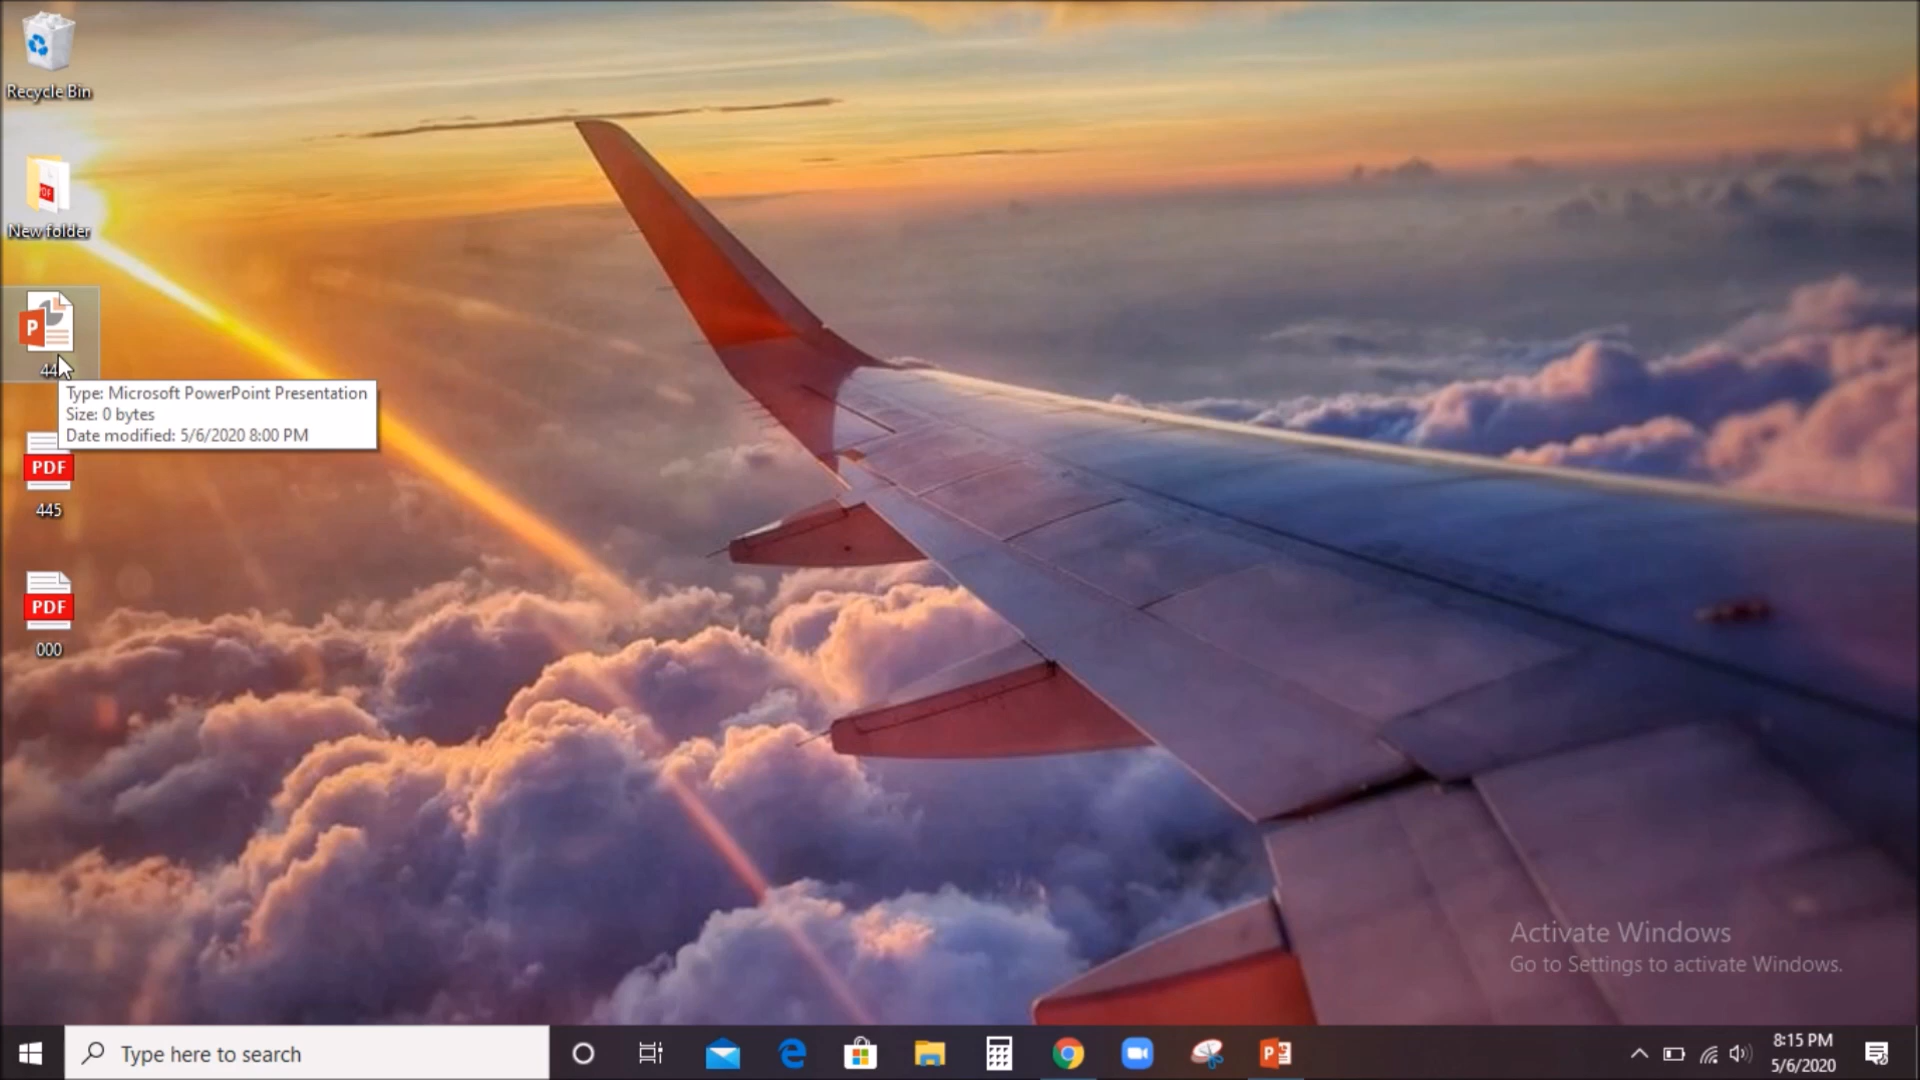 Recycle Bin
PDF
New folder
P
Type: Microsoft PowerPoint Presentation
Size: 0 bytes
Date modified: 5/6/2020 8:00 PM
PDF
445
PDF
000
Activate Windows
Go to Settings to activate Windows.
Type here to search
P
8:15 PM
5/6/2020